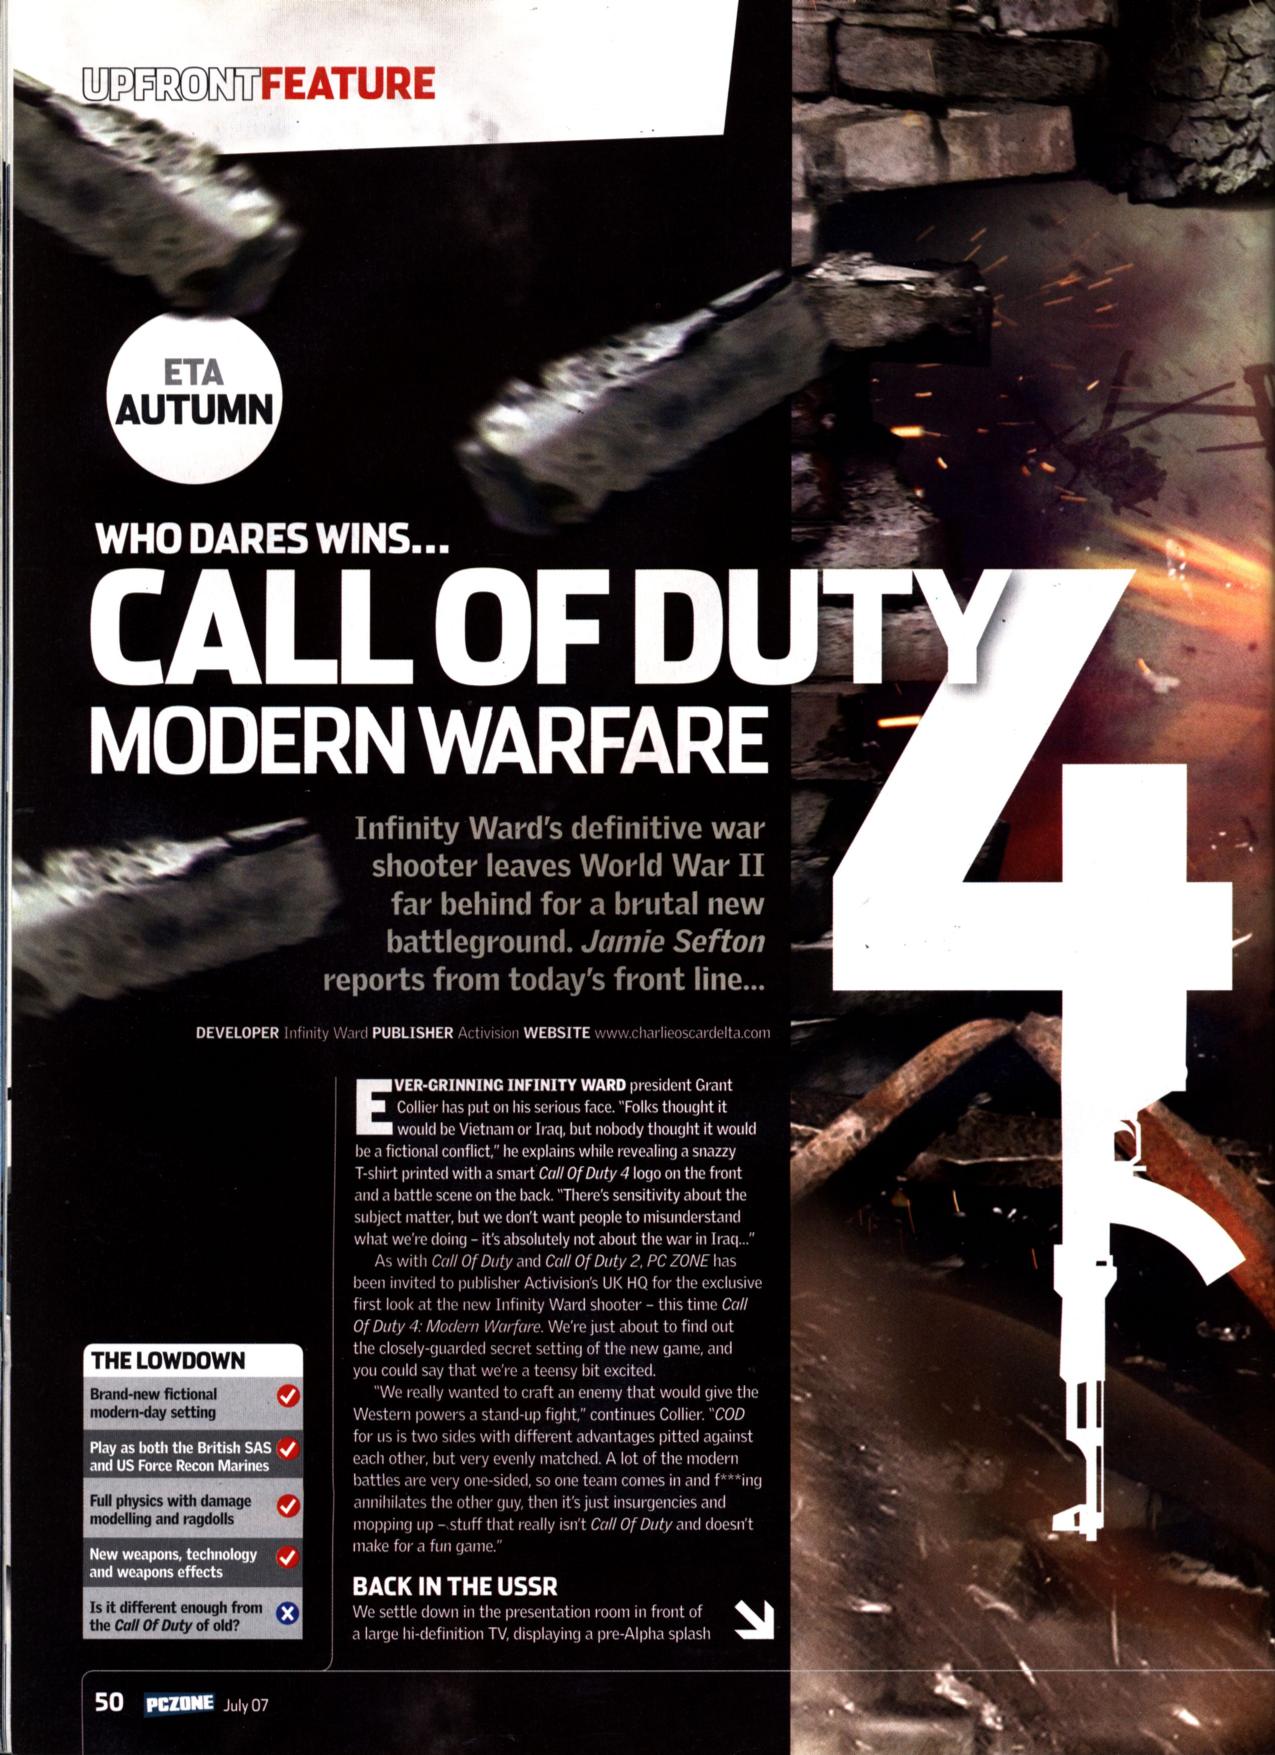 UPFRONTFEATURE
ETA
AUTUMN
WHO DARES WINS...
CALL OF DUTY 4
MODERN WARFARE
Infinity Ward's definitive war
shooter leaves World War II
far behind for a brutal new
battleground. Jamie Sefton
reports from today's front line...
DEVELOPER Infinity Ward PUBLISHER Activision WEBSITE www.charlieoscardelta.com
EVER-GRINNING INFINITY WARD president Grant
Collier has put on his serious face. "Folks thought it
would be Vietnam or Iraq, but nobody thought it would
be a fictional conflict," he explains while revealing a snazzy
T-shirt printed with a smart Call Of Duty 4 logo on the front
and a battle scene on the back. "There's sensitivity about the
subject matter, but we don't want people to misunderstand
what we're doing – it's absolutely not about the war in Iraq..."
As with Call Of Duty and Call Of Duty 2, PC ZONE has
been invited to publisher Activision's UK HQ for the exclusive
first look at the new Infinity Ward shooter – this time Call
Of Duty 4: Modern Warfare. We're just about to find out
the closely-guarded secret setting of the new game, and
you could say that we're a teensy bit excited.
"We really wanted to craft an enemy that would give the
Western powers a stand-up fight," continues Collier. "COD
for us is two sides with different advantages pitted against
each other, but very evenly matched. A lot of the modern
battles are very one-sided, so one team comes in and f***ing
annihilates the other guy, then it's just insurgencies and
mopping up – stuff that really isn't Call Of Duty and doesn't
make for a fun game."
BACK IN THE USSR
We settle down in the presentation room in front of
a large hi-definition TV, displaying a pre-Alpha splash
THE LOWDOWN
Brand-new fictional
modern-day setting
Play as both the British SAS
and US Force Recon Marines
Full physics with damage
modelling and ragdolls
New weapons, technology
and weapons effects
Is it different enough from
the Call Of Duty of old?
50 PCZONE July 07